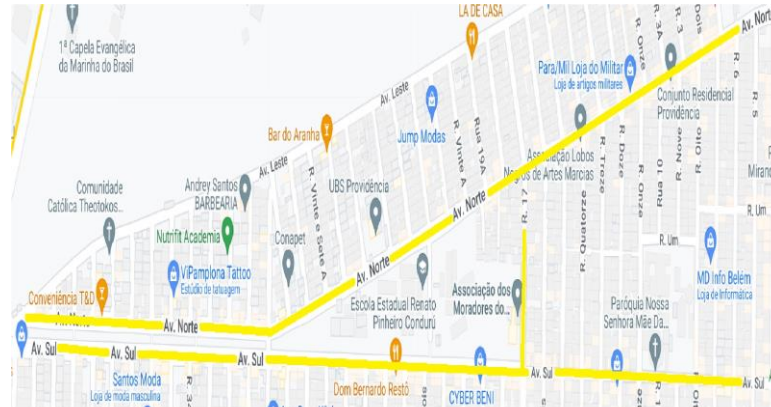 1ª Capela Evangélica
da Marinha do Brasil
LA DE CASA
Av. Leste
Bar do Aranha
Av. Leste
Jump Modas
Para/Mil Loja do Militar
Loja de artigos militares
R. Onze
R. 3A
R. 3
Dois
Av. Norte
R. 6
R. 5
Conjunto Residencial
Providência
Associação Lobos
Negros de Artes Marcias
R. Vinte A
Rua 19A
R. Treze
R. Doze
R. Onze
Rua 10
R. Nove
R. Oito
Comunidade
Católica Theotokos...
Andrey Santos
BARBEARIA
Nutrifit Academia
R. Vinte e Sete A
UBS Providência
Conapet
Av. Norte
Av. Norte
R. 17
R. Quatorze
R. Um
R. Um
ViPamplona Tattoo
Estúdio de tatuagem
Conveniência T&D
Escola Estadual Renato
Pinheiro Condurú
Associação dos
Moradores do...
MD Info Belém
Loja de Informática
Paróquia Nossa
Senhora Mãe Da...
Av. Norte
Av. Norte
Av. Sul
Av. Sul
Av. Sul
Av. Sul
Av. Sul
Santos Moda
Loja de moda masculina
Dom Bernardo Restô
CYBER BENI